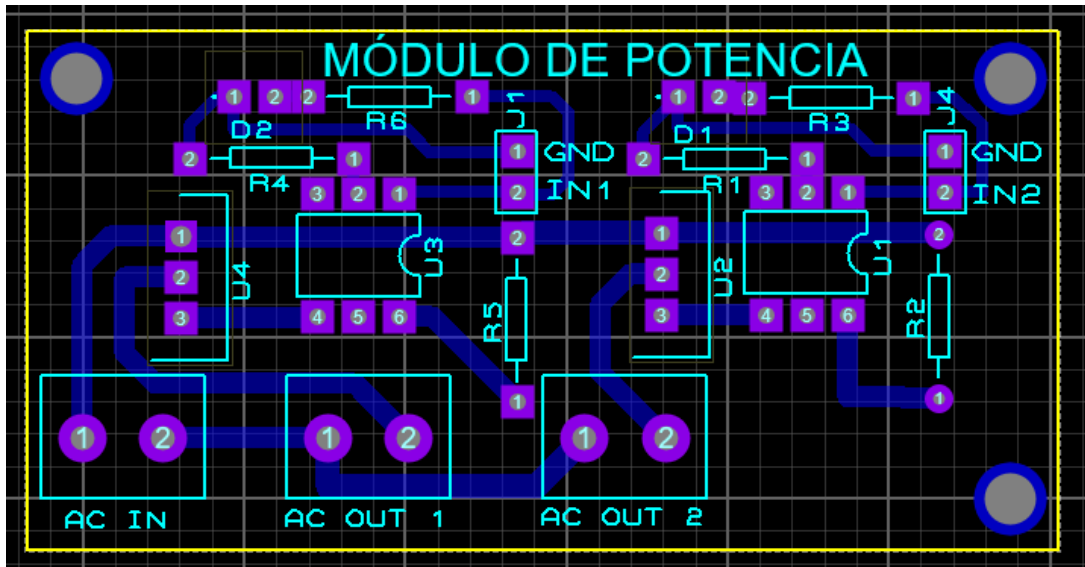 MÓDULO DE POTENCIA
1 2 2 R6 1 J1 1 2 2 R3 1 J4
D2 D1
2 R4 1 1 GND 2 R1 1 1 GND
3 2 1 2 IN1 3 2 1 2 IN2
1 2 3 U4 U3 2 1 2 3 U2 U1 2
4 5 6 R5 4 5 6 R2
1 1
1 2 1 2 1 2
AC IN AC OUT 1 AC OUT 2